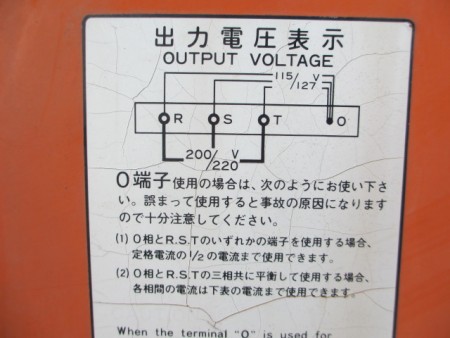 出力電圧表示
OUTPUT VOLTAGE
115/127 V
R S T O
200/220 V
O端子使用の場合は、次のようにお使い下さ
い。誤まって使用すると事故の原因になります
ので十分注意してください。
(1) O相とR.S.Tのいずれかの端子を使用する場合、
定格電流の1/2の電流まで使用できます。
(2) O相とR.S.Tの三相共に平衡して使用する場合、
各相間の電流は下表の電流まで使用できます。
When the terminal "O" is used for